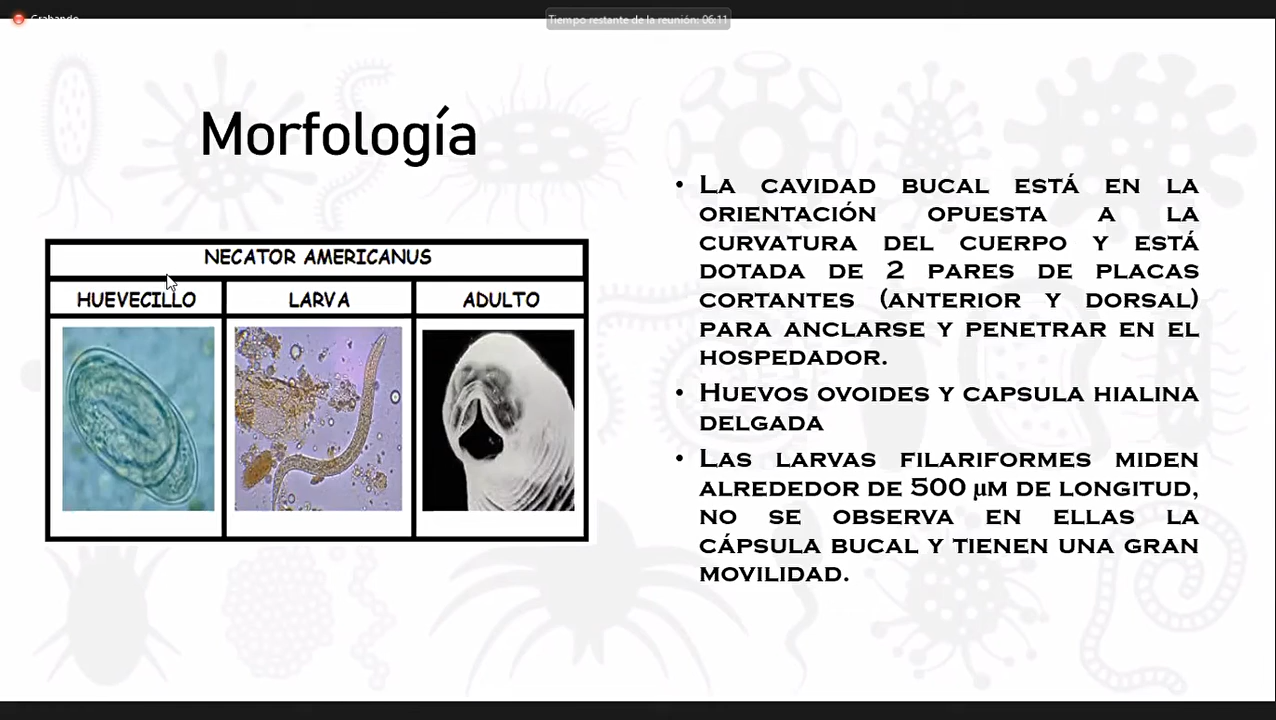 Grabando
Tiempo restante de la reunión: 06:11
Morfología
NECATOR AMERICANUS
HUEVECILLO LARVA ADULTO
• LA CAVIDAD BUCAL ESTÁ EN LA
ORIENTACIÓN OPUESTA A LA
CURVATURA DEL CUERPO Y ESTÁ
DOTADA DE 2 PARES DE PLACAS
CORTANTES (ANTERIOR Y DORSAL)
PARA ANCLARSE Y PENETRAR EN EL
HOSPEDADOR.
• HUEVOS OVOIDES Y CAPSULA HIALINA
DELGADA
• LAS LARVAS FILARIFORMES MIDEN
ALREDEDOR DE 500 µM DE LONGITUD,
NO SE OBSERVA EN ELLAS LA
CÁPSULA BUCAL Y TIENEN UNA GRAN
MOVILIDAD.